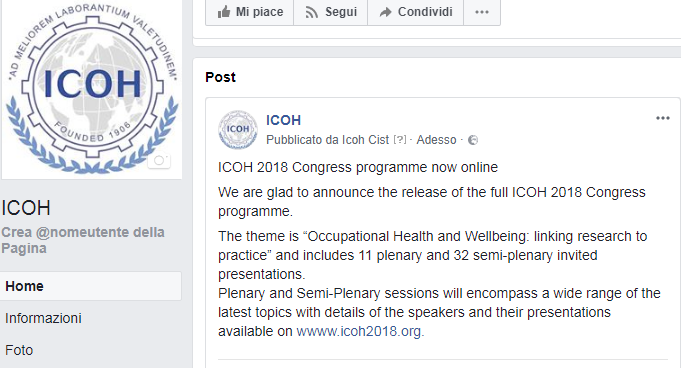 "AD MELIOREM LABORANTIUM VALETUDINEM"
ICOH
FOUNDED 1906
ICOH
Crea @nomeutente della
Pagina
Home
Informazioni
Foto
Mi piace
Segui
Condividi
Post
ICOH
ICOH
Pubblicato da Icoh Cist [?] · Adesso ·
ICOH 2018 Congress programme now online
We are glad to announce the release of the full ICOH 2018 Congress
programme.
The theme is “Occupational Health and Wellbeing: linking research to
practice” and includes 11 plenary and 32 semi-plenary invited
presentations.
Plenary and Semi-Plenary sessions will encompass a wide range of the
latest topics with details of the speakers and their presentations
available on wwww.icoh2018.org.